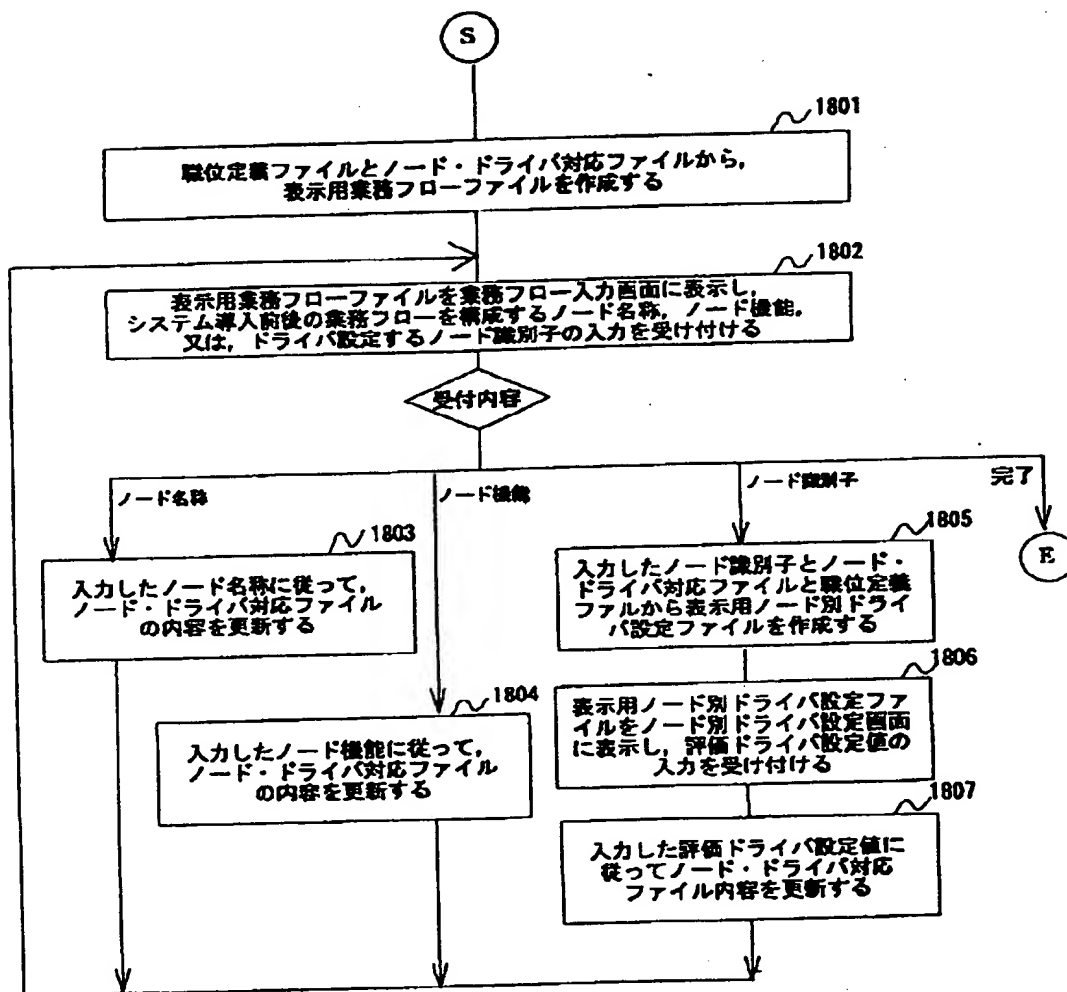 S
1801
職位定義ファイルとノード・ドライバ対応ファイルから,
表示用業務フローファイルを作成する
1802
表示用業務フローファイルを業務フロー入力画面に表示し,
システム導入前後の業務フローを構成するノード名称,ノード機能,
又は,ドライバ設定するノード識別子の入力を受け付ける
受付内容
ノード名称
ノード機能
ノード識別子
完了
1803
入力したノード名称に従って,
ノード・ドライバ対応ファイル
の内容を更新する
1804
入力したノード機能に従って,
ノード・ドライバ対応ファイル
の内容を更新する
1805
入力したノード識別子とノード・
ドライバ対応ファイルと職位定義
ファルから表示用ノード別ドライ
バ設定ファイルを作成する
E
1806
表示用ノード別ドライバ設定ファ
イルをノード別ドライバ設定画面
に表示し,評価ドライバ設定値の
入力を受け付ける
1807
入力した評価ドライバ設定値に
従ってノード・ドライバ対応
ファイル内容を更新する